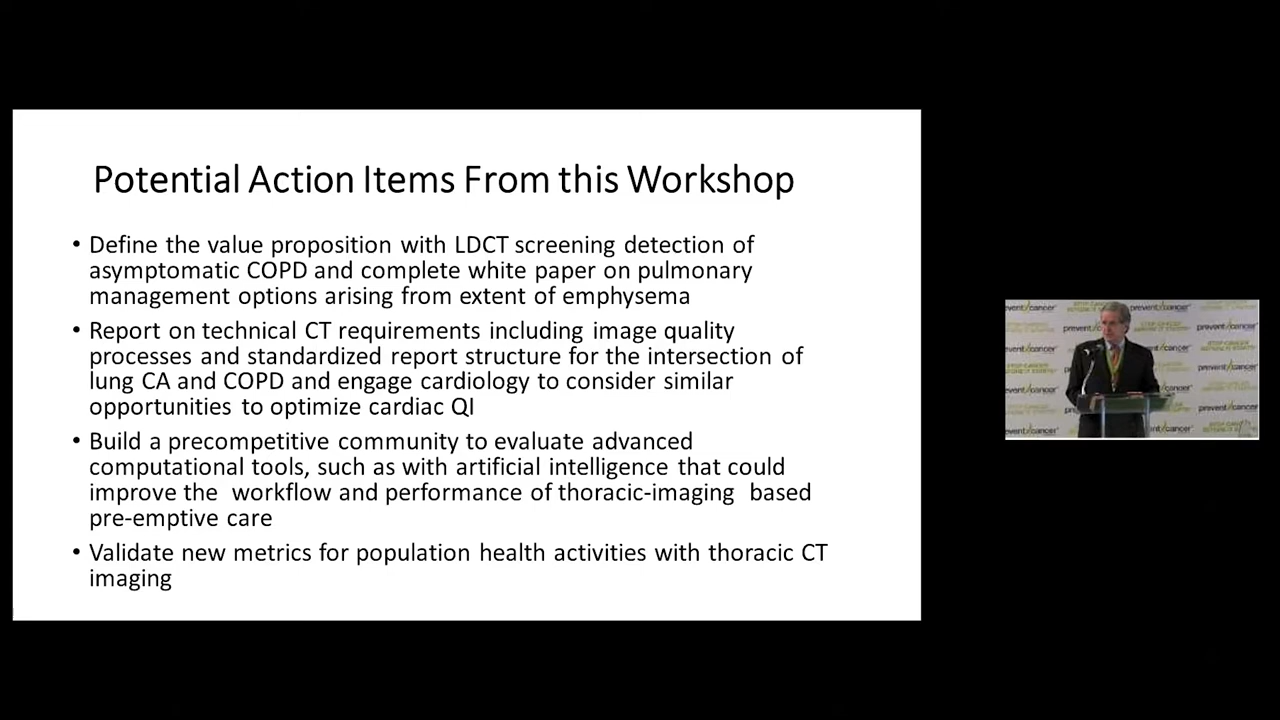 Potential Action Items From this Workshop
• Define the value proposition with LDCT screening detection of
asymptomatic COPD and complete white paper on pulmonary
management options arising from extent of emphysema
• Report on technical CT requirements including image quality
processes and standardized report structure for the intersection of
lung CA and COPD and engage cardiology to consider similar
opportunities to optimize cardiac QI
• Build a precompetitive community to evaluate advanced
computational tools, such as with artificial intelligence that could
improve the  workflow and performance of thoracic-imaging  based
pre-emptive care
• Validate new metrics for population health activities with thoracic CT
imaging
prevent cancer